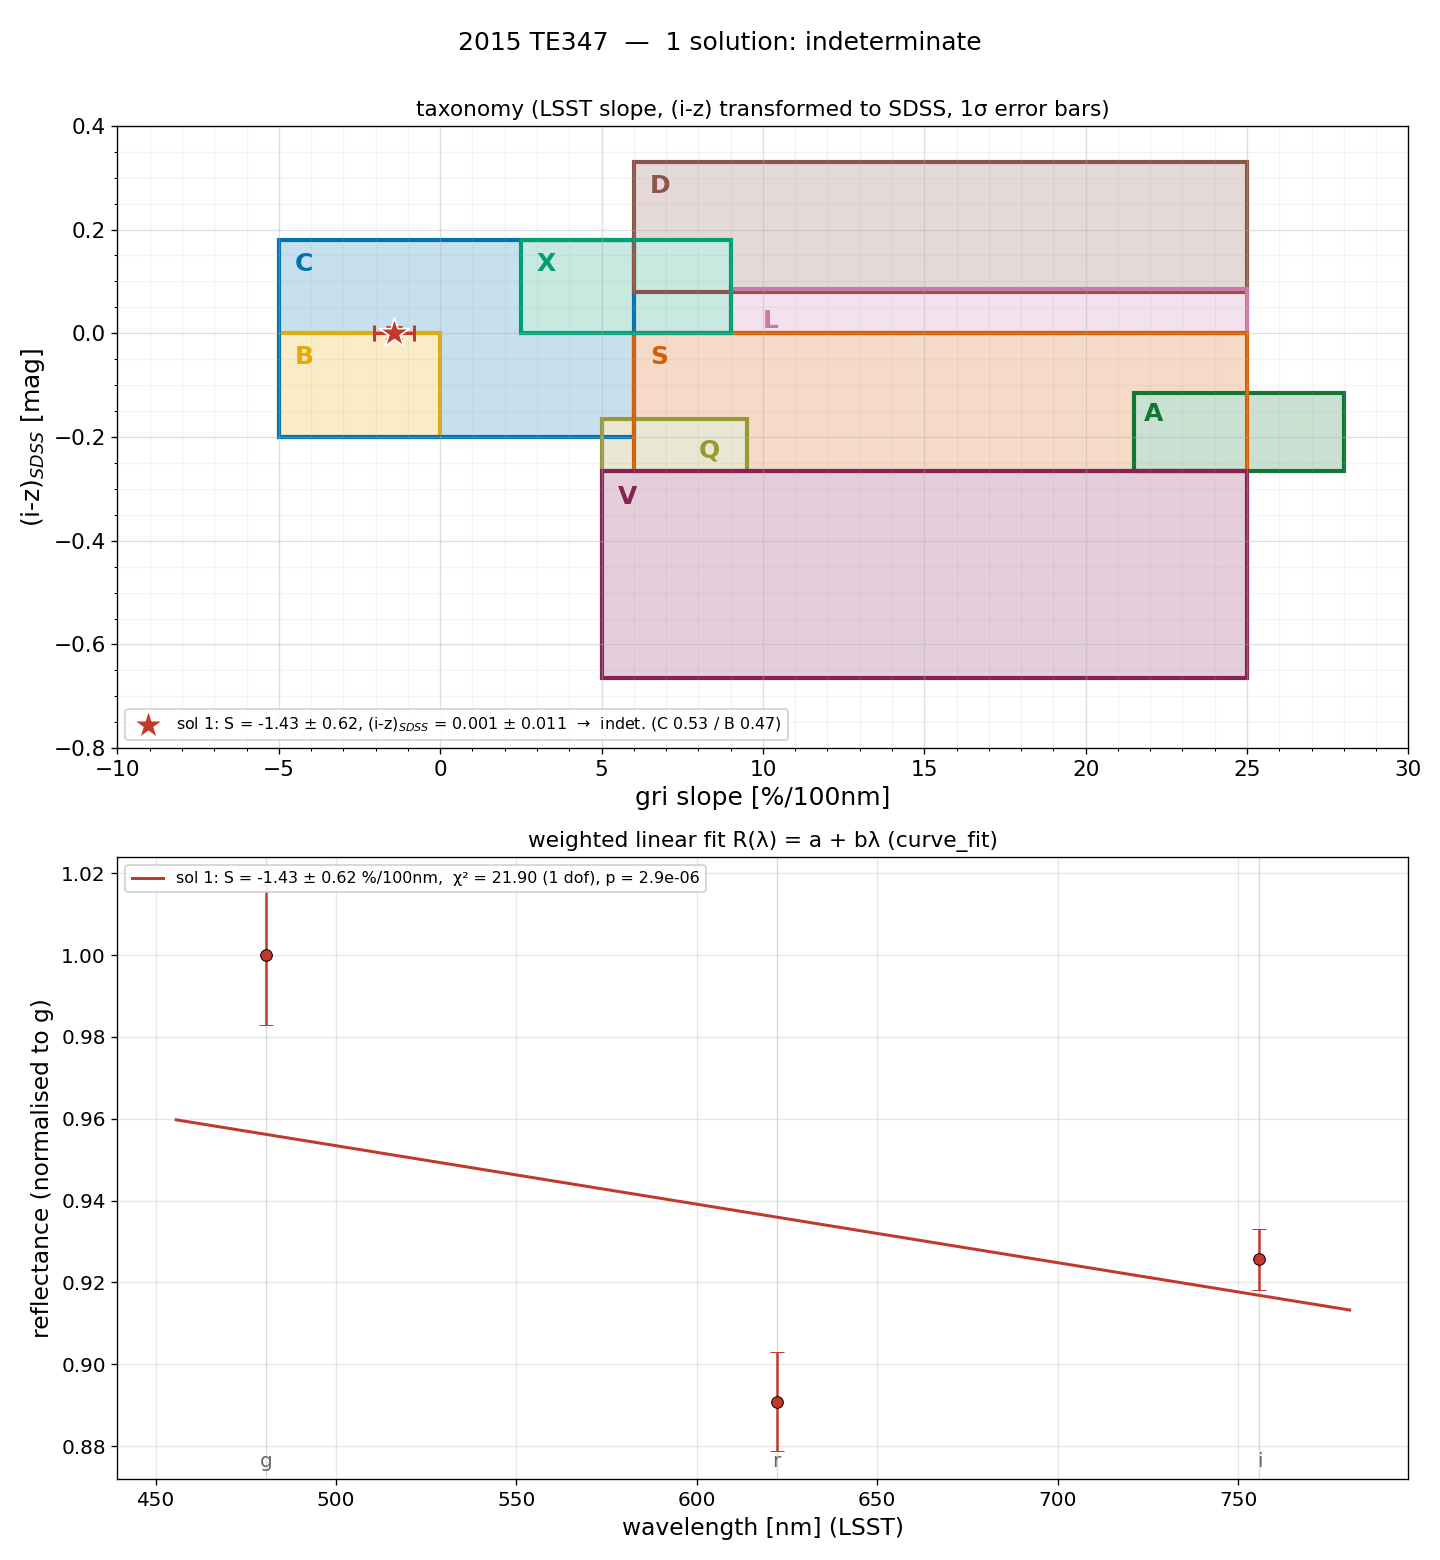 2015 TE347 — 1 solution: indeterminate
taxonomy (LSST slope, (i-z) transformed to SDSS, 1σ error bars)
0.4
0.2
0.0
−0.2
−0.4
−0.6
−0.8
(i-z)SDSS [mag]
D
C
X
L
B
S
A
Q
V
sol 1: S = -1.43 ± 0.62, (i-z)SDSS = 0.001 ± 0.011 → indet. (C 0.53 / B 0.47)
−10 −5 0 5 10 15 20 25 30
gri slope [%/100nm]
weighted linear fit R(λ) = a + bλ (curve_fit)
sol 1: S = -1.43 ± 0.62 %/100nm, χ² = 21.90 (1 dof), p = 2.9e-06
1.02
1.00
0.98
0.96
0.94
0.92
0.90
0.88
reflectance (normalised to g)
g r i
450 500 550 600 650 700 750
wavelength [nm] (LSST)